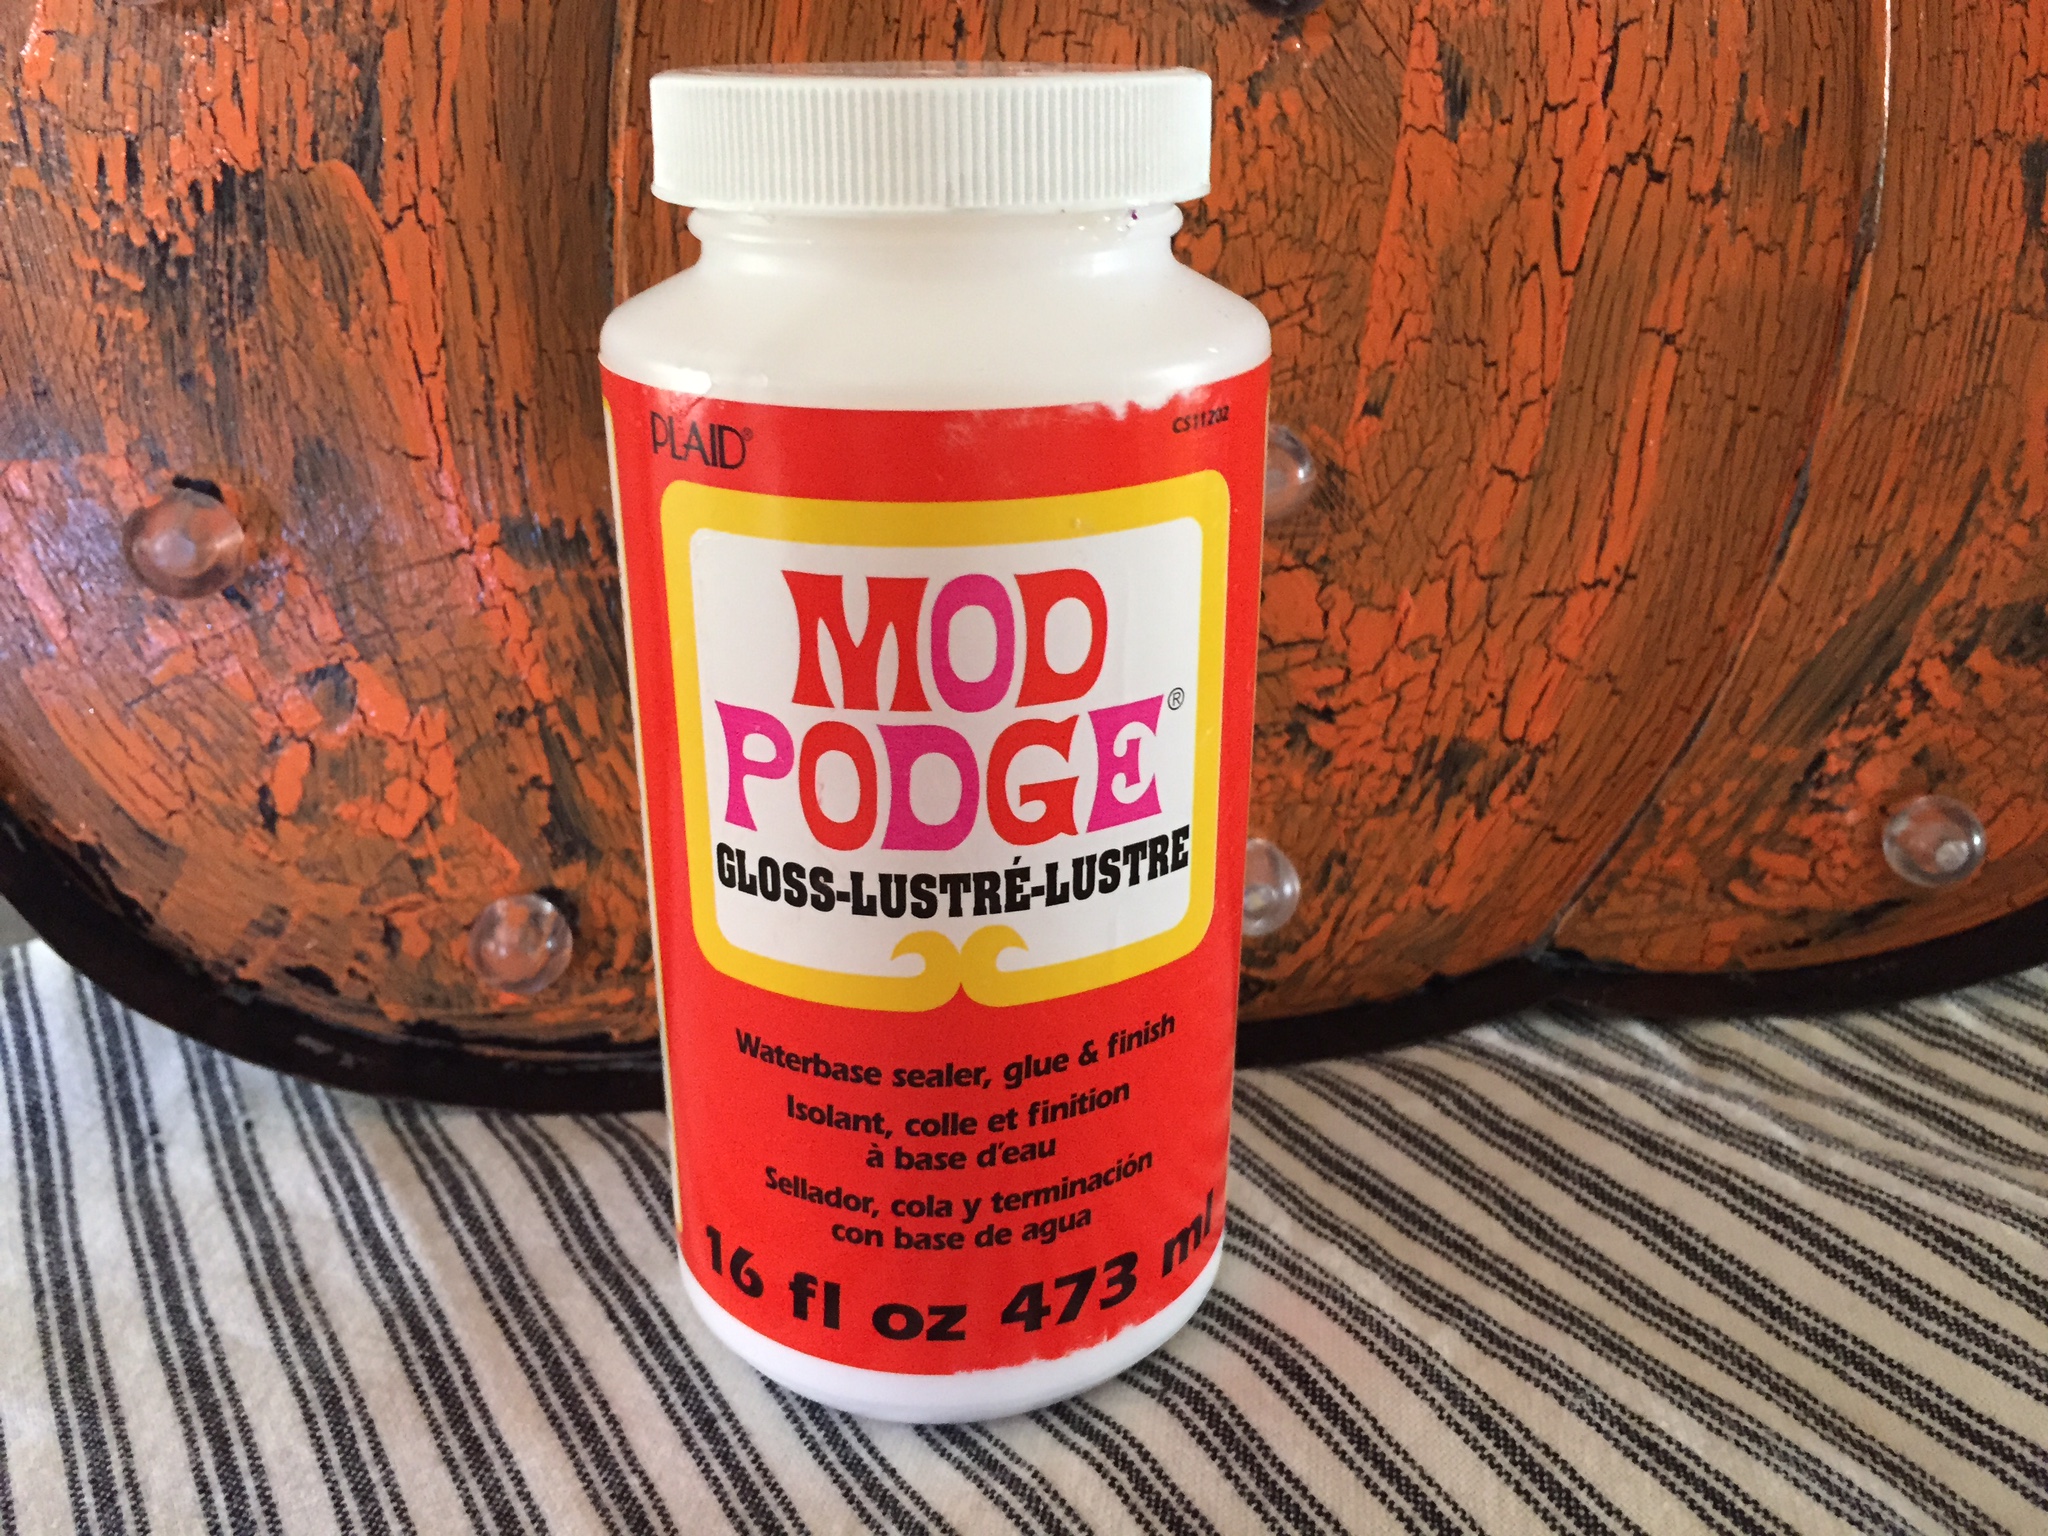 PLAID®
CS11202
MOD
PODGE®
GLOSS-LUSTRÉ-LUSTRE
Waterbase sealer, glue & finish
Isolant, colle et finition
à base d'eau
Sellador, cola y terminación
con base de agua
16 fl oz 473 ml